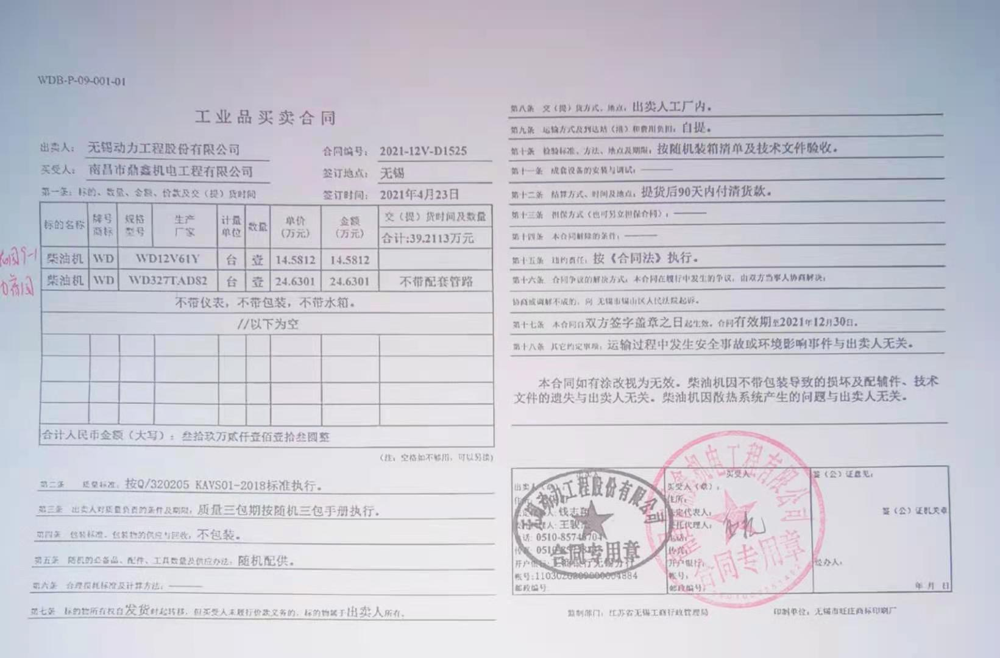 WDB-P-09-001-01
工业品买卖合同
出卖人: 无锡动力工程股份有限公司 合同编号: 2021-12V-D1525
买受人: 南昌市鼎鑫机电工程有限公司 签订地点: 无锡
第一条: 标的、数量、金额、价款及交(提)货时间 签订时间: 2021年4月23日
标的名称 牌号商标 规格型号 生产厂家 计量单位 数量 单价(万元) 金额(万元) 交(提)货时间及数量
合计:39.2113万元
柴油机 WD WD12V61Y 台 壹 14.5812 14.5812
柴油机 WD WD327TAD82 台 壹 24.6301 24.6301 不带配套管路
不带仪表,不带包装,不带水箱。
//以下为空
合计人民币金额(大写): 叁拾玖万贰仟壹佰壹拾叁圆整
(注: 空格如不够用, 可以另续)
第二条 质量标准: 按Q/320205 KAVS01-2018标准执行。
第三条 出卖人对质量负责的条件及期限: 质量三包期按随机三包手册执行。
第四条 包装标准、包装物的供应与回收: 不包装。
第五条 随机的必备品、配件、工具数量及供应办法: 随机配供。
第六条 合理损耗标准及计算方法: ———
第七条 标的物所有权自发货时起转移, 但买受人未履行价款义务的, 标的物属于出卖人所有。
第八条 交(提)货方式、地点: 出卖人工厂内。
第九条 运输方式及到达站(港)和费用负担: 自提。
第十条 检验标准、方法、地点及期限: 按随机装箱清单及技术文件验收。
第十一条 成套设备的安装与调试: ———
第十二条 结算方式、时间及地点: 提货后90天内付清货款。
第十三条 担保方式(也可另立担保合同): ———
第十四条 本合同解除的条件: ———
第十五条 违约责任: 按《合同法》执行。
第十六条 合同争议的解决方式: 本合同在履行中发生的争议, 由双方当事人协商解决;
协商或调解不成的, 向 无锡市锡山区人民法院起诉。
第十七条 本合同自双方签字盖章之日起生效, 合同有效期至2021年12月30日。
第十八条 其它约定事项: 运输过程中发生安全事故或环境影响事件与出卖人无关。
本合同如有涂改视为无效。柴油机因不带包装导致的损坏及配辅件、技术
文件的遗失与出卖人无关。柴油机因散热系统产生的问题与出卖人无关。
出卖人 买受人 签(公)证意见:
买受人(章):
住所:
法定代表人: 签(公)证机关章
王骏 委托代理人:
话: 0510-85748704 电话:
传真:
开户银行: 经办人:
帐号: 帐号:
邮政编号: 邮政编号: 年 月 日
动力工程股份有限公司
合同专用章
鑫机电工程有限公司
合同专用章
监制部门: 江苏省无锡工商行政管理局 印制单位: 无锡市旺庄商标印刷厂